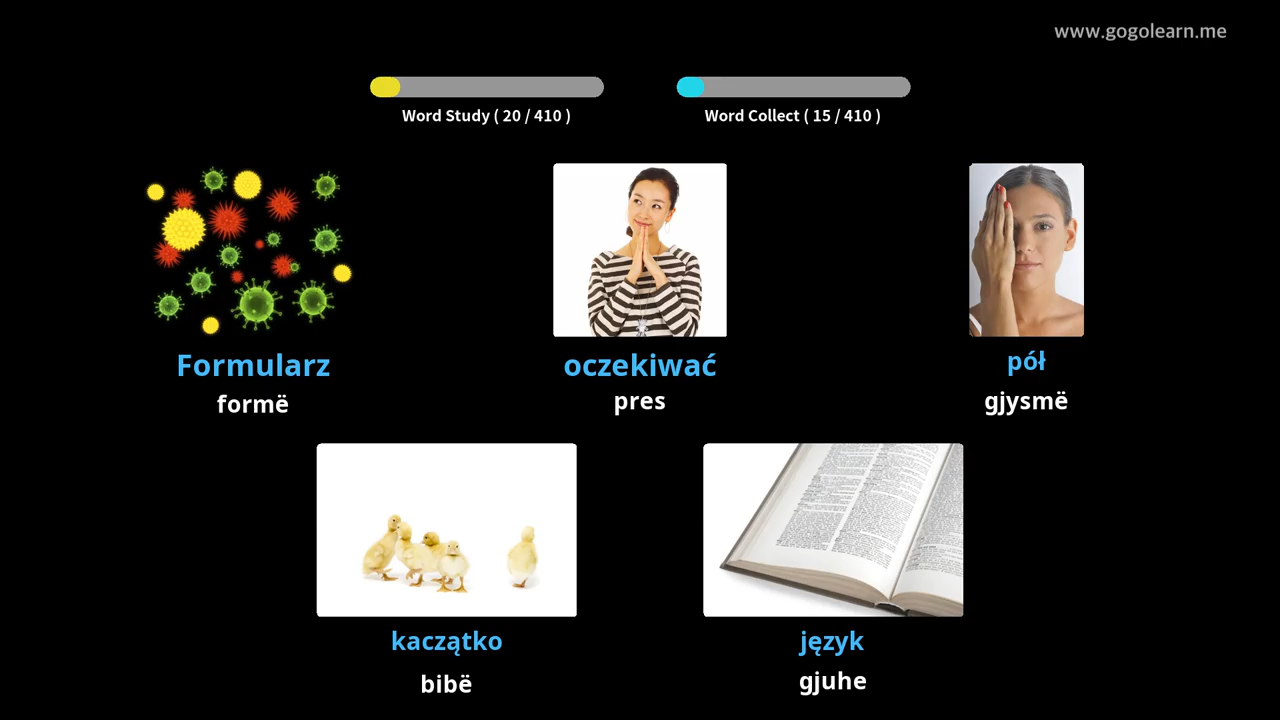 www.gogolearn.me
Word Study ( 20 / 410 )
Word Collect ( 15 / 410 )
Formularz
formë
oczekiwać
pres
pół
gjysmë
kaczątko
bibë
język
gjuhe